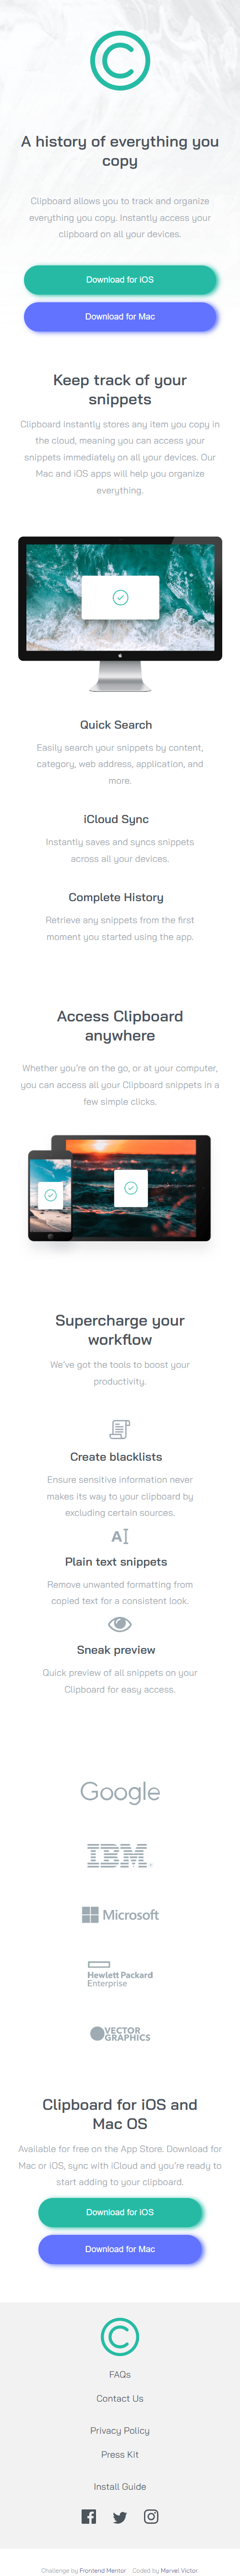 A history of everything you
copy
Clipboard allows you to track and organize
everything you copy. Instantly access your
clipboard on all your devices.
Download for iOS
Download for Mac
Keep track of your
snippets
Clipboard instantly stores any item you copy in
the cloud, meaning you can access your
snippets immediately on all your devices. Our
Mac and iOS apps will help you organize
everything.
Quick Search
Easily search your snippets by content,
category, web address, application, and
more.
iCloud Sync
Instantly saves and syncs snippets
across all your devices.
Complete History
Retrieve any snippets from the first
moment you started using the app.
Access Clipboard
anywhere
Whether you're on the go, or at your computer,
you can access all your Clipboard snippets in a
few simple clicks.
Supercharge your
workflow
We've got the tools to boost your
productivity.
Create blacklists
Ensure sensitive information never
makes its way to your clipboard by
excluding certain sources.
A
Plain text snippets
Remove unwanted formatting from
copied text for a consistent look.
Sneak preview
Quick preview of all snippets on your
Clipboard for easy access.
Google
IBM
Microsoft
Hewlett Packard
Enterprise
VECTOR
GRAPHICS
Clipboard for iOS and
Mac OS
Available for free on the App Store. Download for
Mac or iOS, sync with iCloud and you're ready to
start adding to your clipboard.
Download for iOS
Download for Mac
FAQs
Contact Us
Privacy Policy
Press Kit
Install Guide
Challenge by Frontend Mentor Coded by Marvel Victor.